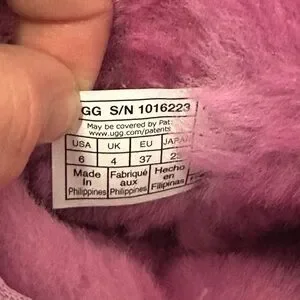 GG S/N 1016223
May be covered by Pat:
www.ugg.com/patents
USA UK EU JAPA
6 4 37
Made in Philippines Fabriqué aux Philippines Hecho en Filipinas